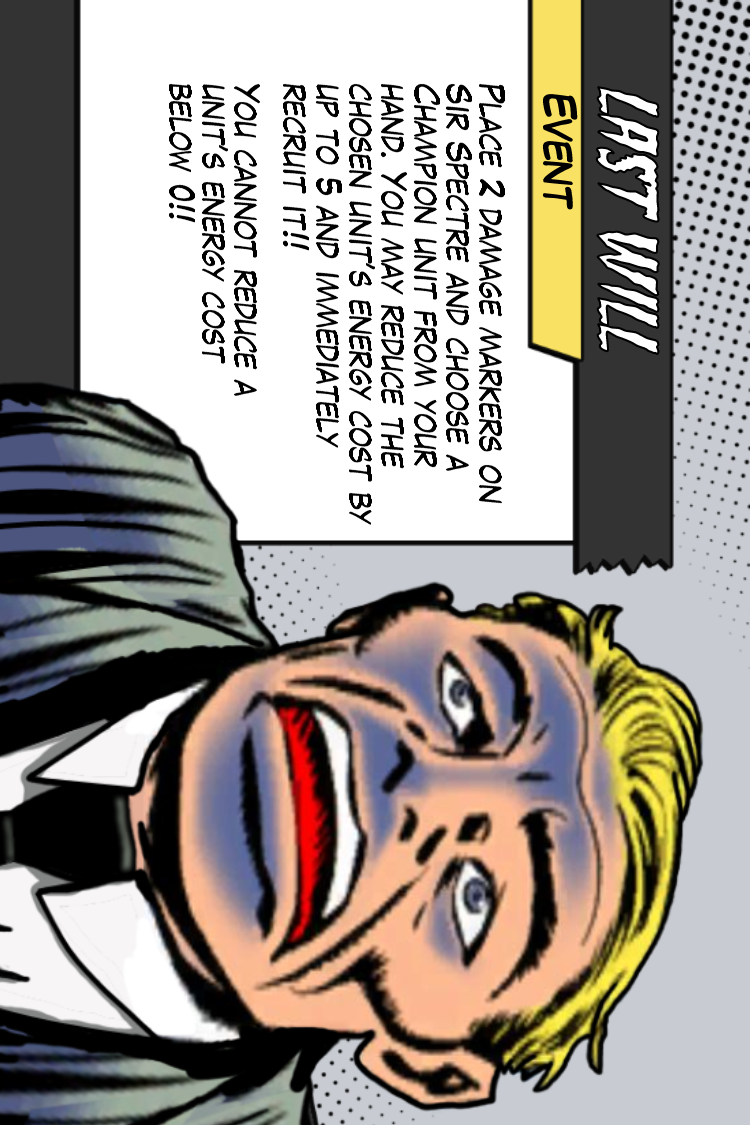 LAST WILL
EVENT
PLACE 2 DAMAGE MARKERS ON
SIR SPECTRE AND CHOOSE A
CHAMPION UNIT FROM YOUR
HAND. YOU MAY REDUCE THE
CHOSEN UNIT'S ENERGY COST BY
UP TO 5 AND IMMEDIATELY
RECRUIT IT!!
YOU CANNOT REDUCE A
UNIT'S ENERGY COST
BELOW 0!!